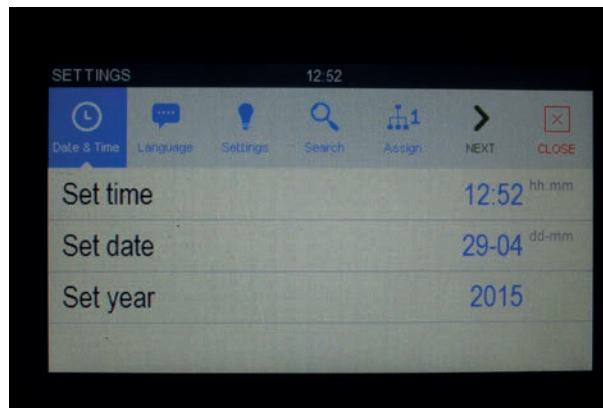 SETTINGS 12:52
Date & Time Language Settings Search Assign 1 NEXT CLOSE
Set time 12:52 hh:mm
Set date 29-04 dd-mm
Set year 2015